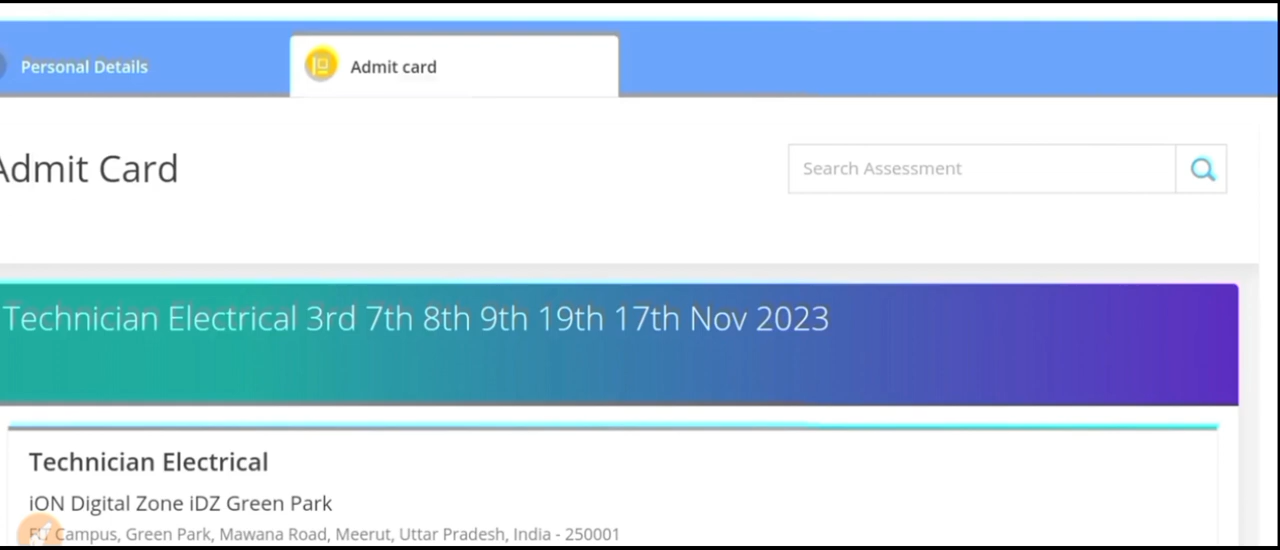 Personal Details
Admit card
Admit Card
Search Assessment
Technician Electrical 3rd 7th 8th 9th 19th 17th Nov 2023
Technician Electrical
iON Digital Zone iDZ Green Park
Campus, Green Park, Mawana Road, Meerut, Uttar Pradesh, India - 250001